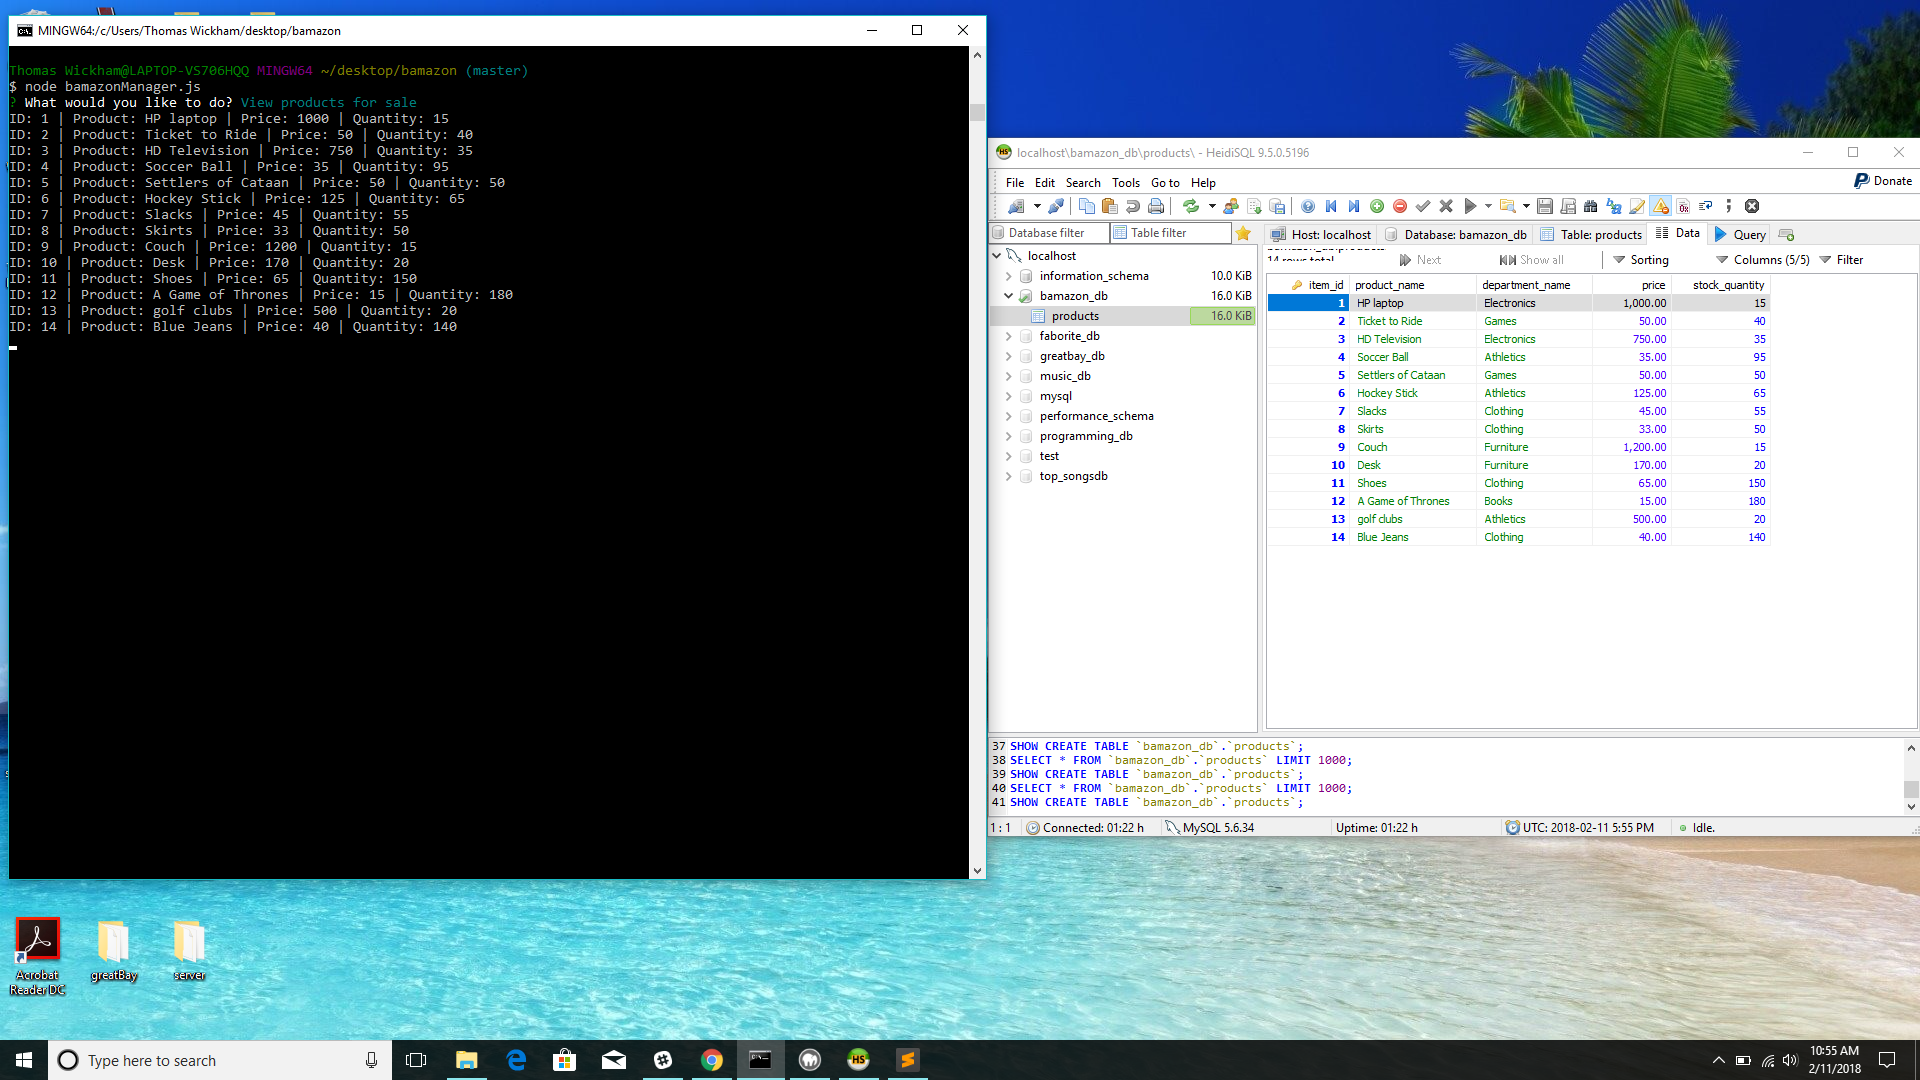 MINGW64:/c/Users/Thomas Wickham/desktop/bamazon
Thomas Wickham@LAPTOP-VS706HQQ MINGW64 ~/desktop/bamazon (master)
$ node bamazonManager.js
? What would you like to do? View products for sale
ID: 1 | Product: HP laptop | Price: 1000 | Quantity: 15
ID: 2 | Product: Ticket to Ride | Price: 50 | Quantity: 40
ID: 3 | Product: HD Television | Price: 750 | Quantity: 35
ID: 4 | Product: Soccer Ball | Price: 35 | Quantity: 95
ID: 5 | Product: Settlers of Cataan | Price: 50 | Quantity: 50
ID: 6 | Product: Hockey Stick | Price: 125 | Quantity: 65
ID: 7 | Product: Slacks | Price: 45 | Quantity: 55
ID: 8 | Product: Skirts | Price: 33 | Quantity: 50
ID: 9 | Product: Couch | Price: 1200 | Quantity: 15
ID: 10 | Product: Desk | Price: 170 | Quantity: 20
ID: 11 | Product: Shoes | Price: 65 | Quantity: 150
ID: 12 | Product: A Game of Thrones | Price: 15 | Quantity: 180
ID: 13 | Product: golf clubs | Price: 500 | Quantity: 20
ID: 14 | Product: Blue Jeans | Price: 40 | Quantity: 140
localhost\bamazon_db\products\ - HeidiSQL 9.5.0.5196
File Edit Search Tools Go to Help
Donate
Database filter Table filter
Host: localhost Database: bamazon_db Table: products Data Query
14 rows total Next Show all Sorting Columns (5/5) Filter
localhost
information_schema 10.0 KiB
bamazon_db 16.0 KiB
products 16.0 KiB
faborite_db
greatbay_db
music_db
mysql
performance_schema
programming_db
test
top_songsdb
item_id product_name department_name price stock_quantity
1 HP laptop Electronics 1,000.00 15
2 Ticket to Ride Games 50.00 40
3 HD Television Electronics 750.00 35
4 Soccer Ball Athletics 35.00 95
5 Settlers of Cataan Games 50.00 50
6 Hockey Stick Athletics 125.00 65
7 Slacks Clothing 45.00 55
8 Skirts Clothing 33.00 50
9 Couch Furniture 1,200.00 15
10 Desk Furniture 170.00 20
11 Shoes Clothing 65.00 150
12 A Game of Thrones Books 15.00 180
13 golf clubs Athletics 500.00 20
14 Blue Jeans Clothing 40.00 140
37 SHOW CREATE TABLE `bamazon_db`.`products`;
38 SELECT * FROM `bamazon_db`.`products` LIMIT 1000;
39 SHOW CREATE TABLE `bamazon_db`.`products`;
40 SELECT * FROM `bamazon_db`.`products` LIMIT 1000;
41 SHOW CREATE TABLE `bamazon_db`.`products`;
1 : 1 Connected: 01:22 h MySQL 5.6.34 Uptime: 01:22 h UTC: 2018-02-11 5:55 PM Idle.
Acrobat Reader DC
greatBay
server
Type here to search
10:55 AM
2/11/2018